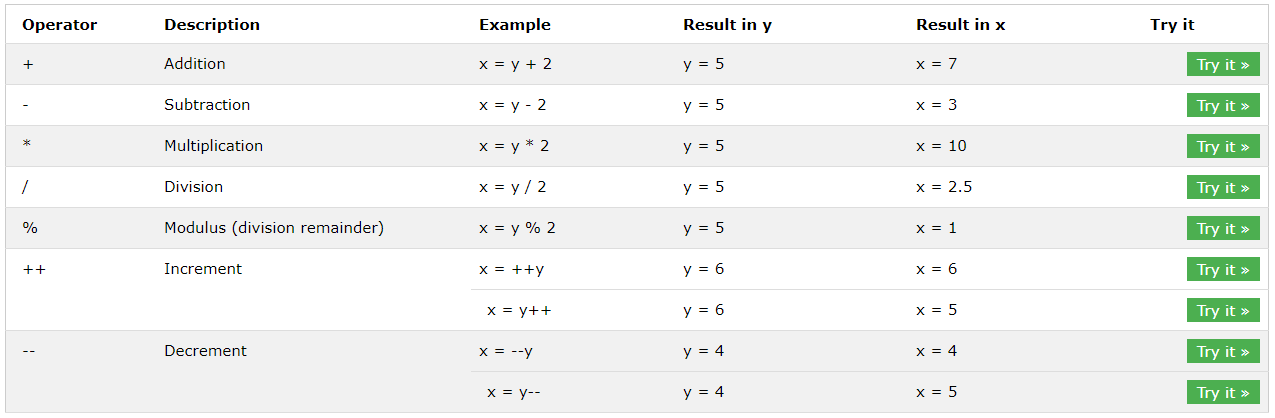 Operator Description Example Result in y Result in x Try it
+ Addition x = y + 2 y = 5 x = 7 Try it »
- Subtraction x = y - 2 y = 5 x = 3 Try it »
* Multiplication x = y * 2 y = 5 x = 10 Try it »
/ Division x = y / 2 y = 5 x = 2.5 Try it »
% Modulus (division remainder) x = y % 2 y = 5 x = 1 Try it »
++ Increment x = ++y y = 6 x = 6 Try it »
x = y++ y = 6 x = 5 Try it »
-- Decrement x = --y y = 4 x = 4 Try it »
x = y-- y = 4 x = 5 Try it »